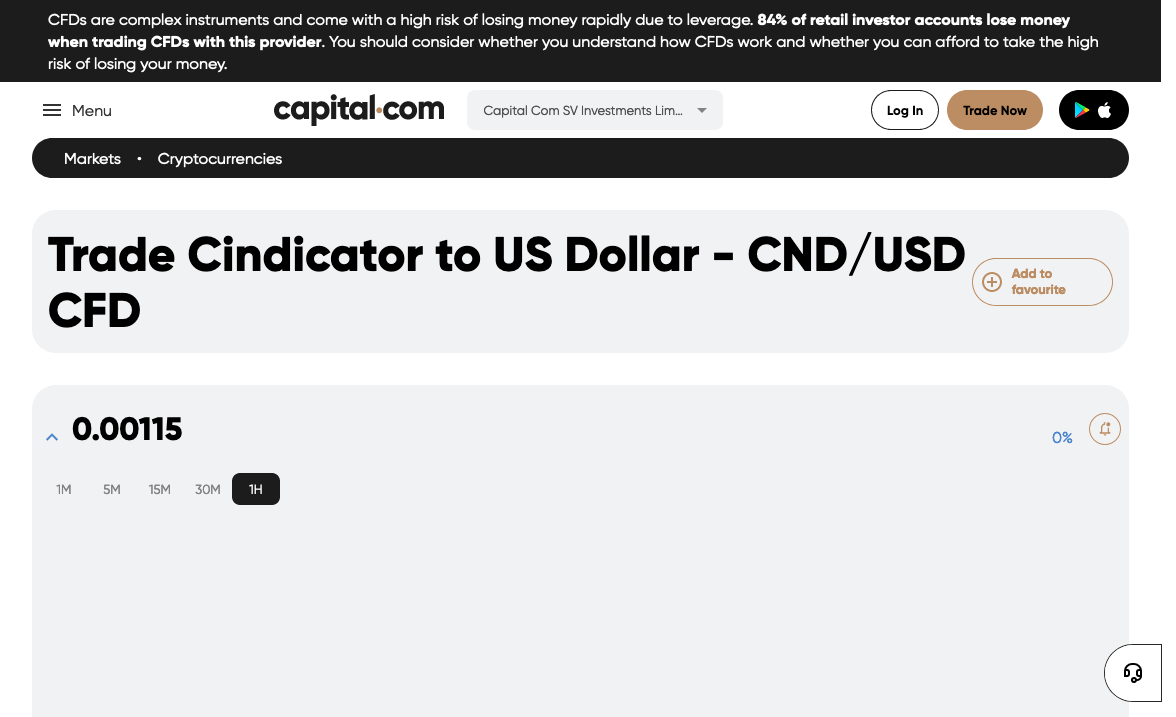 CFDs are complex instruments and come with a high risk of losing money rapidly due to leverage. 84% of retail investor accounts lose money
when trading CFDs with this provider. You should consider whether you understand how CFDs work and whether you can afford to take the high
risk of losing your money.
Menu
capital.com
Capital Com SV Investments Lim...
Log In
Trade Now
Markets • Cryptocurrencies
Trade Cindicator to US Dollar - CND/USD
CFD
Add to
favourite
0.00115
0%
1M 5M 15M 30M 1H